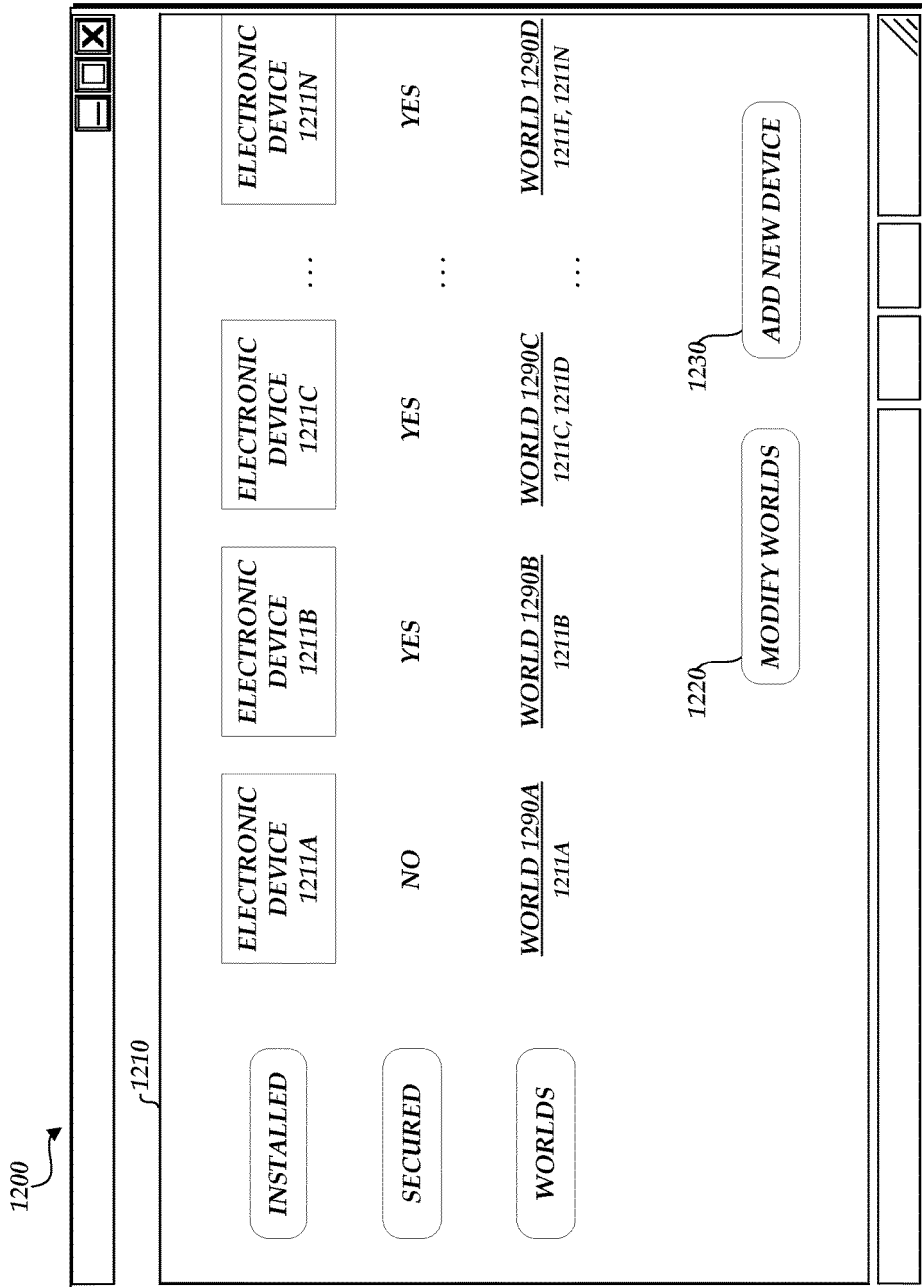 1200
1210
INSTALLED
ELECTRONIC
DEVICE
1211A
ELECTRONIC
DEVICE
1211B
ELECTRONIC
DEVICE
1211C
. . .
ELECTRONIC
DEVICE
1211N
SECURED
NO
YES
YES
. . .
YES
WORLDS
WORLD 1290A
1211A
WORLD 1290B
1211B
WORLD 1290C
1211C, 1211D
. . .
WORLD 1290D
1211F, 1211N
1220
MODIFY WORLDS
1230
ADD NEW DEVICE